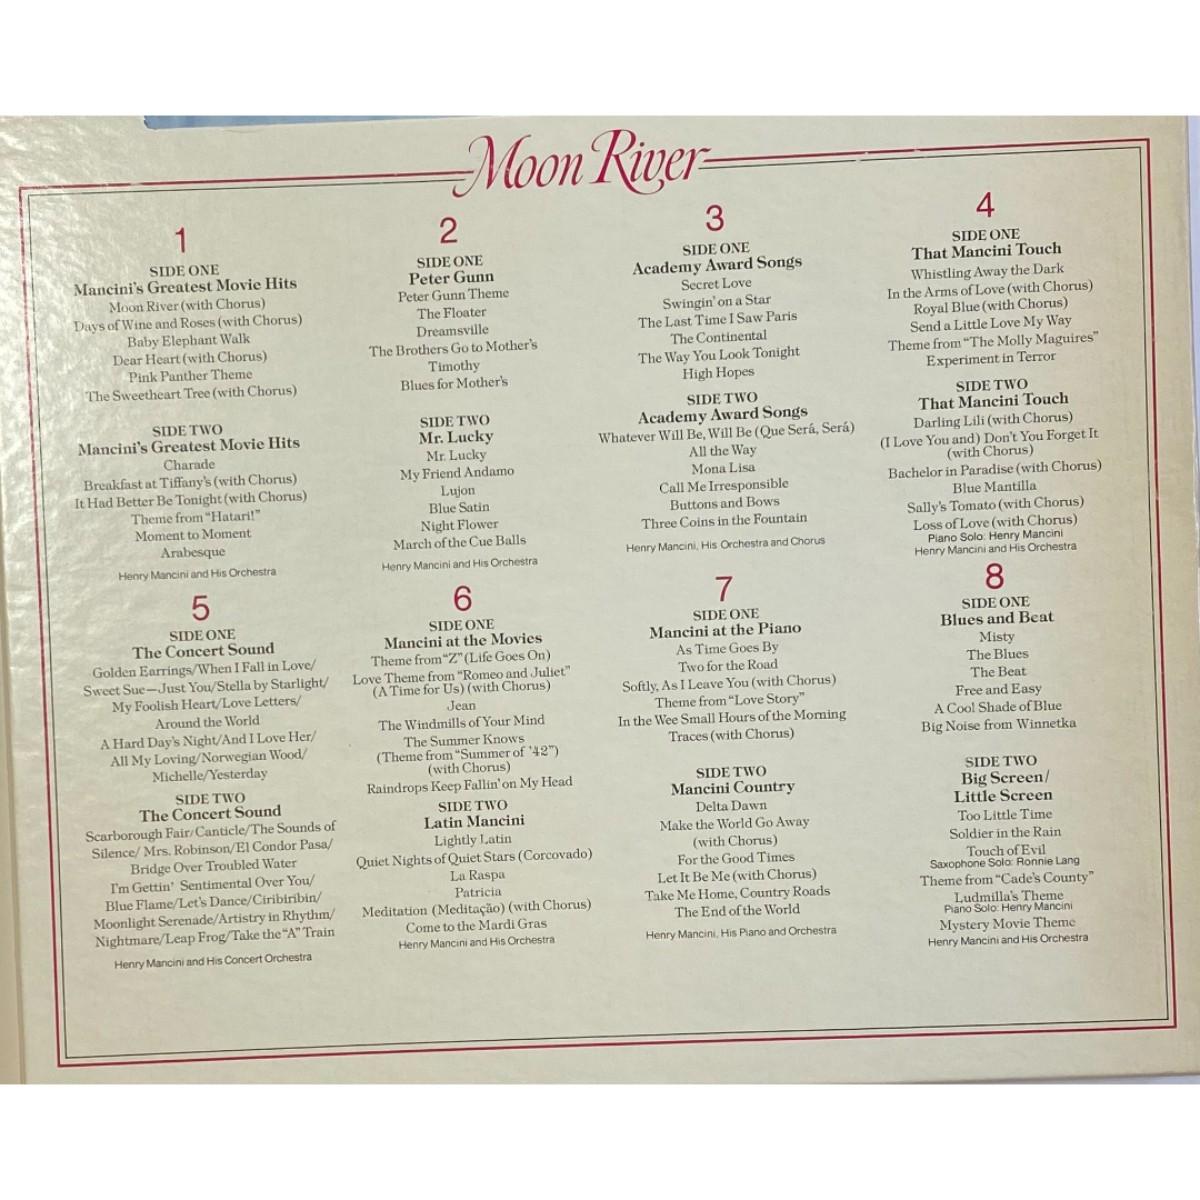 Moon River
1
SIDE ONE
Mancini's Greatest Movie Hits
Moon River (with Chorus)
Days of Wine and Roses (with Chorus)
Baby Elephant Walk
Dear Heart (with Chorus)
Pink Panther Theme
The Sweetheart Tree (with Chorus)
SIDE TWO
Mancini's Greatest Movie Hits
Charade
Breakfast at Tiffany's (with Chorus)
It Had Better Be Tonight (with Chorus)
Theme from "Hatari!"
Moment to Moment
Arabesque
Henry Mancini and His Orchestra
2
SIDE ONE
Peter Gunn
Peter Gunn Theme
The Floater
Dreamsville
The Brothers Go to Mother's
Timothy
Blues for Mother's
SIDE TWO
Mr. Lucky
Mr. Lucky
My Friend Andamo
Lujon
Blue Satin
Night Flower
March of the Cue Balls
Henry Mancini and His Orchestra
3
SIDE ONE
Academy Award Songs
Secret Love
Swingin' on a Star
The Last Time I Saw Paris
The Continental
The Way You Look Tonight
High Hopes
SIDE TWO
Academy Award Songs
Whatever Will Be, Will Be (Que Será, Será)
All the Way
Mona Lisa
Call Me Irresponsible
Buttons and Bows
Three Coins in the Fountain
Henry Mancini, His Orchestra and Chorus
4
SIDE ONE
That Mancini Touch
Whistling Away the Dark
In the Arms of Love (with Chorus)
Royal Blue (with Chorus)
Send a Little Love My Way
Theme from "The Molly Maguires"
Experiment in Terror
SIDE TWO
That Mancini Touch
Darling Lili (with Chorus)
(I Love You and) Don't You Forget It
(with Chorus)
Bachelor in Paradise (with Chorus)
Blue Mantilla
Sally's Tomato (with Chorus)
Loss of Love (with Chorus)
Piano Solo: Henry Mancini
Henry Mancini and His Orchestra
5
SIDE ONE
The Concert Sound
Golden Earrings/When I Fall in Love/
Sweet Sue—Just You/Stella by Starlight/
My Foolish Heart/Love Letters/
Around the World
A Hard Day's Night/And I Love Her/
All My Loving/Norwegian Wood/
Michelle/Yesterday
SIDE TWO
The Concert Sound
Scarborough Fair/Canticle/The Sounds of
Silence/ Mrs. Robinson/El Condor Pasa/
Bridge Over Troubled Water
I'm Gettin' Sentimental Over You/
Blue Flame/Let's Dance/Ciribiribin/
Moonlight Serenade/Artistry in Rhythm/
Nightmare/Leap Frog/Take the "A" Train
Henry Mancini and His Concert Orchestra
6
SIDE ONE
Mancini at the Movies
Theme from "Z" (Life Goes On)
Love Theme from "Romeo and Juliet"
(A Time for Us) (with Chorus)
Jean
The Windmills of Your Mind
The Summer Knows
(Theme from "Summer of '42")
(with Chorus)
Raindrops Keep Fallin' on My Head
SIDE TWO
Latin Mancini
Lightly Latin
Quiet Nights of Quiet Stars (Corcovado)
La Raspa
Patricia
Meditation (Meditação) (with Chorus)
Come to the Mardi Gras
Henry Mancini and His Orchestra
7
SIDE ONE
Mancini at the Piano
As Time Goes By
Two for the Road
Softly, As I Leave You (with Chorus)
Theme from "Love Story"
In the Wee Small Hours of the Morning
Traces (with Chorus)
SIDE TWO
Mancini Country
Delta Dawn
Make the World Go Away
(with Chorus)
For the Good Times
Let It Be Me (with Chorus)
Take Me Home, Country Roads
The End of the World
Henry Mancini, His Piano and Orchestra
8
SIDE ONE
Blues and Beat
Misty
The Blues
The Beat
Free and Easy
A Cool Shade of Blue
Big Noise from Winnetka
SIDE TWO
Big Screen/
Little Screen
Too Little Time
Soldier in the Rain
Touch of Evil
Saxophone Solo: Ronnie Lang
Theme from "Cade's County"
Ludmilla's Theme
Piano Solo: Henry Mancini
Mystery Movie Theme
Henry Mancini and His Orchestra